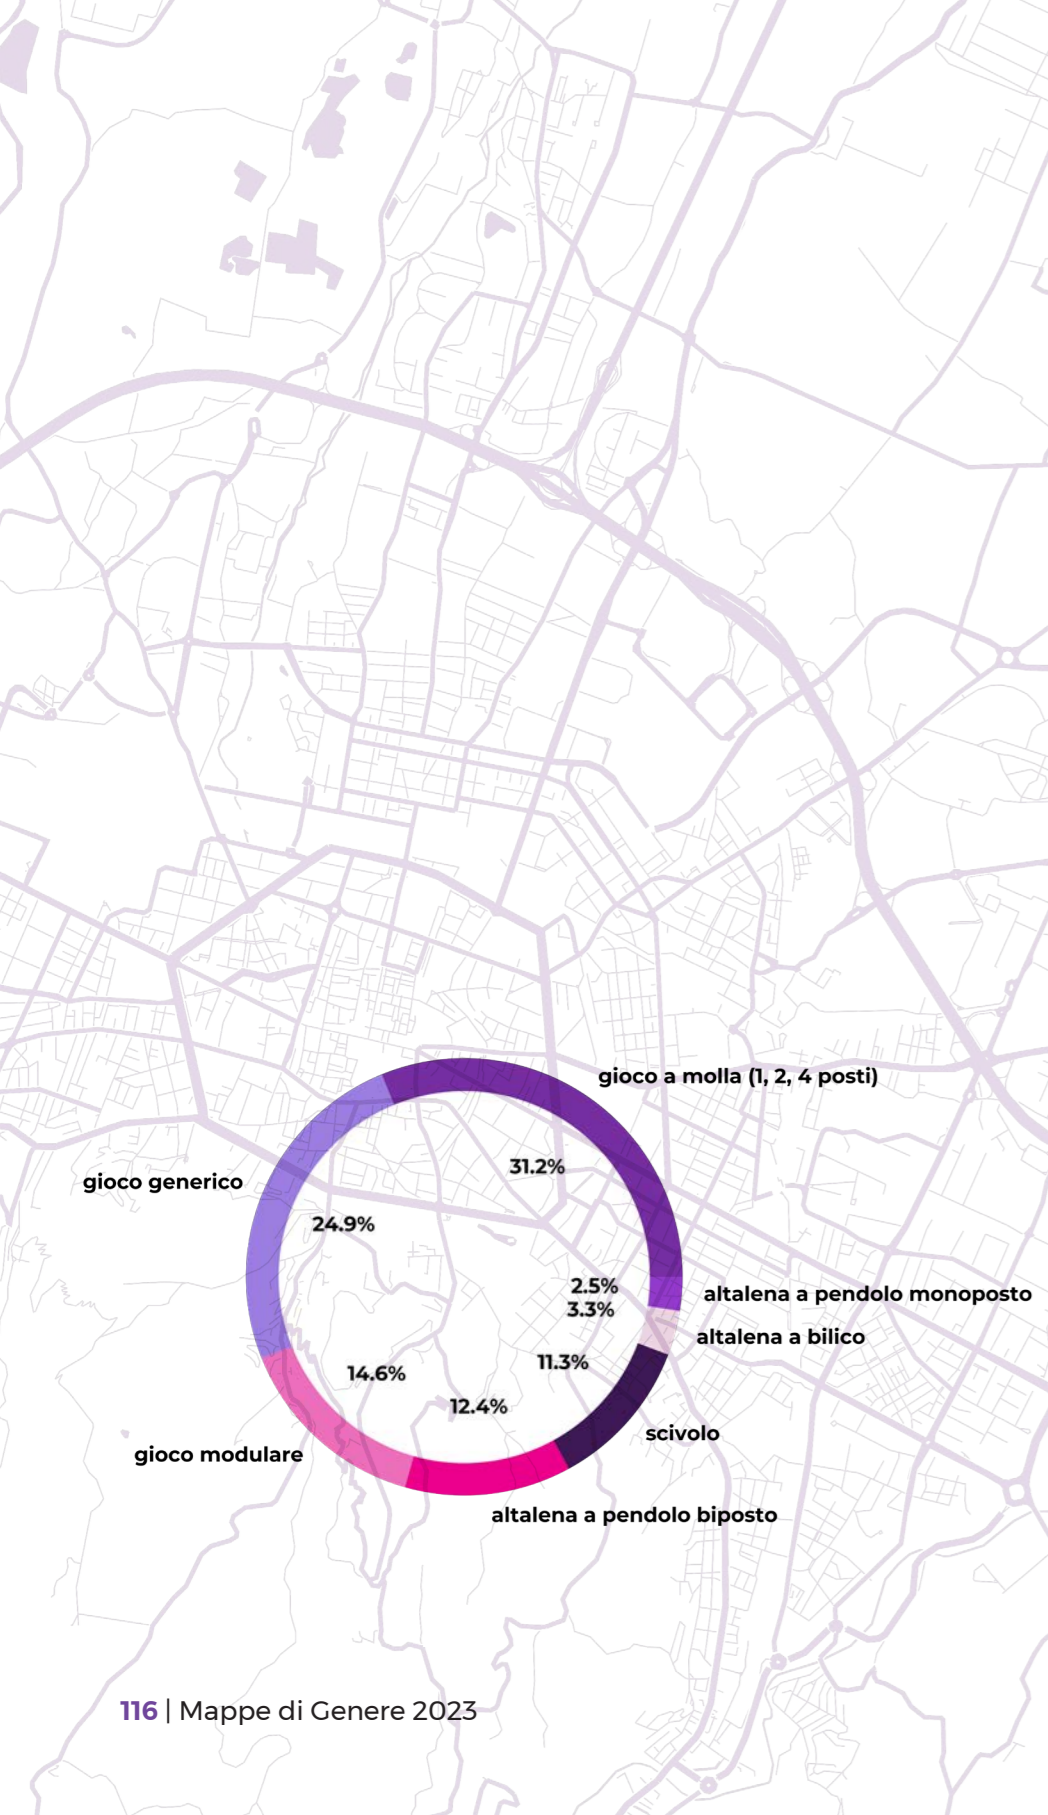 gioco a molla (1, 2, 4 posti)
31.2%
gioco generico
24.9%
2.5%
altalena a pendolo monoposto
3.3%
altalena a bilico
11.3%
14.6%
12.4%
scivolo
gioco modulare
altalena a pendolo biposto
116 | Mappe di Genere 2023